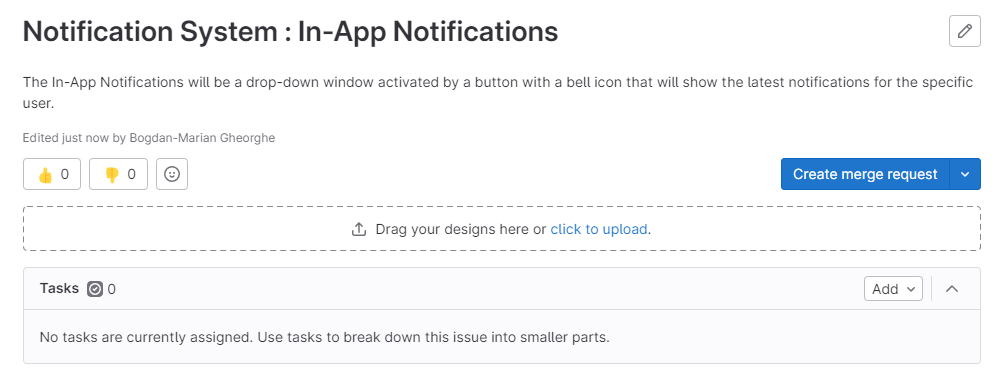 Notification System : In-App Notifications
The In-App Notifications will be a drop-down window activated by a button with a bell icon that will show the latest notifications for the specific
user.
Edited just now by Bogdan-Marian Gheorghe
👍 0 👎 0 Create merge request
Drag your designs here or click to upload.
Tasks 0 Add
No tasks are currently assigned. Use tasks to break down this issue into smaller parts.